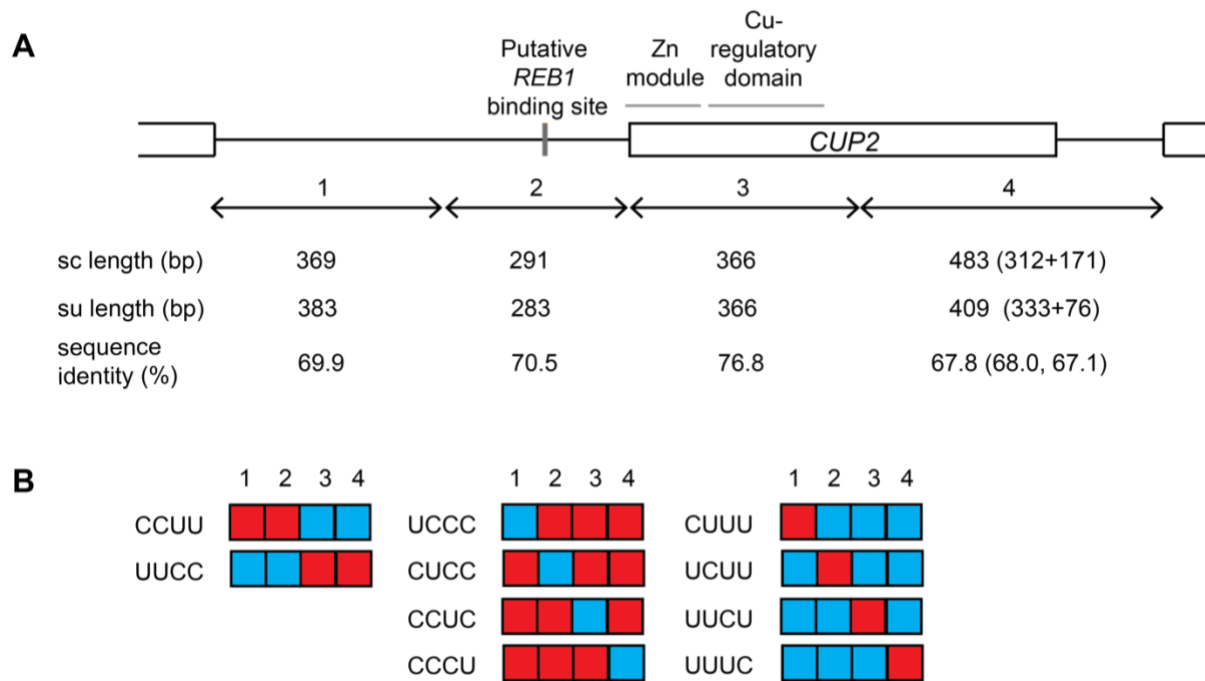 A
Putative
REB1
binding site
Zn
module
Cu-
regulatory
domain
CUP2
1 2 3 4
sc length (bp) 369 291 366 483 (312+171)
su length (bp) 383 283 366 409 (333+76)
sequence
identity (%) 69.9 70.5 76.8 67.8 (68.0, 67.1)
B
1 2 3 4 1 2 3 4 1 2 3 4
CCUU UCCC CUUU
UUCC CUCC UCUU
CCUC UUCU
CCCU UUUC